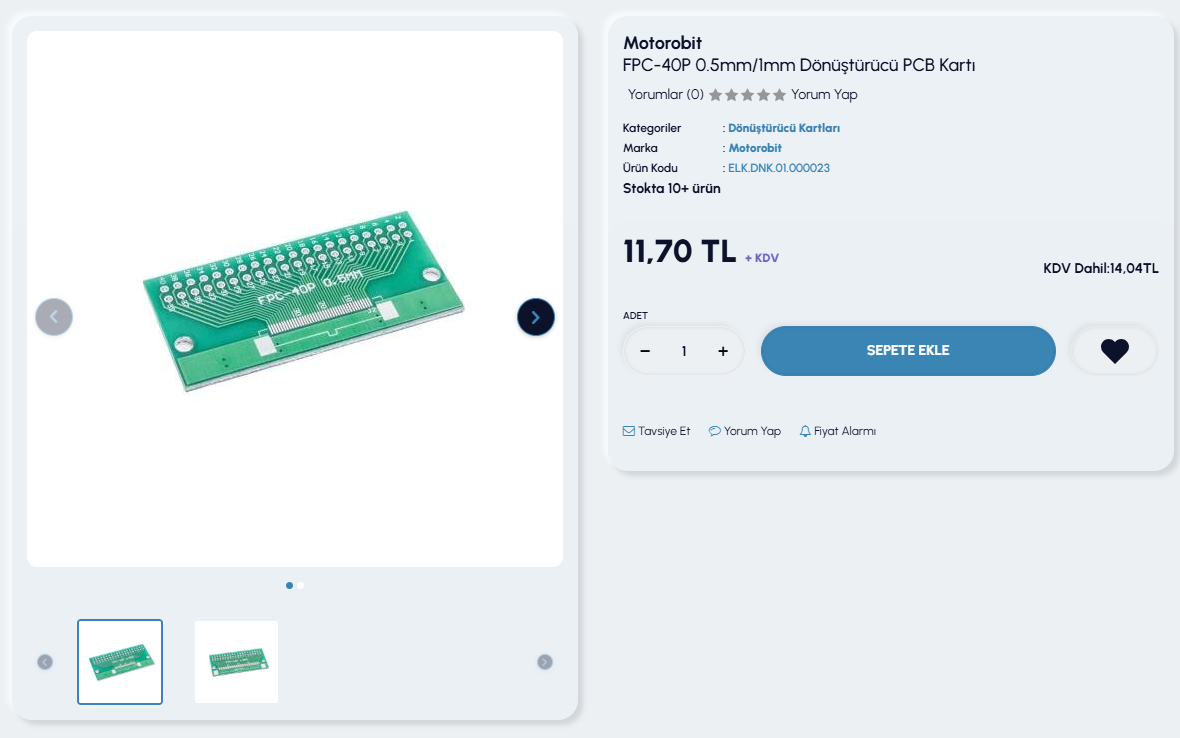 FPC-40P 0.5MM
Motorobit
FPC-40P 0.5mm/1mm Dönüştürücü PCB Kartı
Yorumlar (0) Yorum Yap
Kategoriler : Dönüştürücü Kartları
Marka : Motorobit
Ürün Kodu : ELK.DNK.01.000023
Stokta 10+ ürün
11,70 TL + KDV
KDV Dahil:14,04TL
ADET
− 1 +
SEPETE EKLE
Tavsiye Et Yorum Yap Fiyat Alarmı